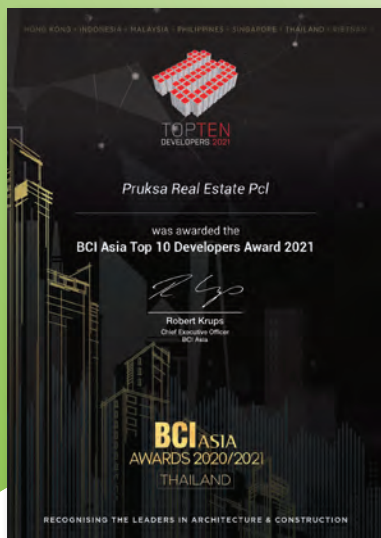 HONG KONG • INDONESIA • MALAYSIA • PHILIPPINES • SINGAPORE • THAILAND • VIETNAM
TOPTEN
DEVELOPERS 2021
Pruksa Real Estate Pcl
was awarded the
BCI Asia Top 10 Developers Award 2021
Robert Krups
Chief Executive Officer
BCI Asia
BCI ASIA
AWARDS 2020/2021
THAILAND
RECOGNISING THE LEADERS IN ARCHITECTURE & CONSTRUCTION